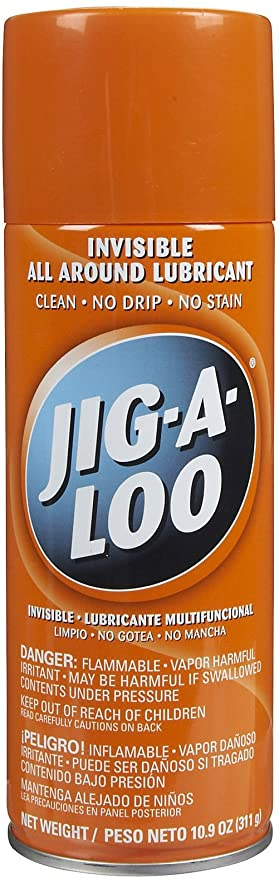 INVISIBLE
ALL AROUND LUBRICANT
CLEAN • NO DRIP • NO STAIN
JIG-A-
LOO®
INVISIBLE • LUBRICANTE MULTIFUNCIONAL
LIMPIO • NO GOTEA • NO MANCHA
DANGER: FLAMMABLE • VAPOR HARMFUL
IRRITANT • MAY BE HARMFUL IF SWALLOWED
CONTENTS UNDER PRESSURE
KEEP OUT OF REACH OF CHILDREN
READ CAREFULLY CAUTIONS ON BACK
¡PELIGRO! INFLAMABLE • VAPOR DAÑOSO
IRRITANTE • PUEDE SER DAÑOSO SI TRAGADO
CONTENIDO BAJO PRESIÓN
MANTENGA ALEJADO DE NIÑOS
LEA PRECAUCIONES EN PANEL POSTERIOR
NET WEIGHT / PESO NETO 10.9 OZ (311 g)